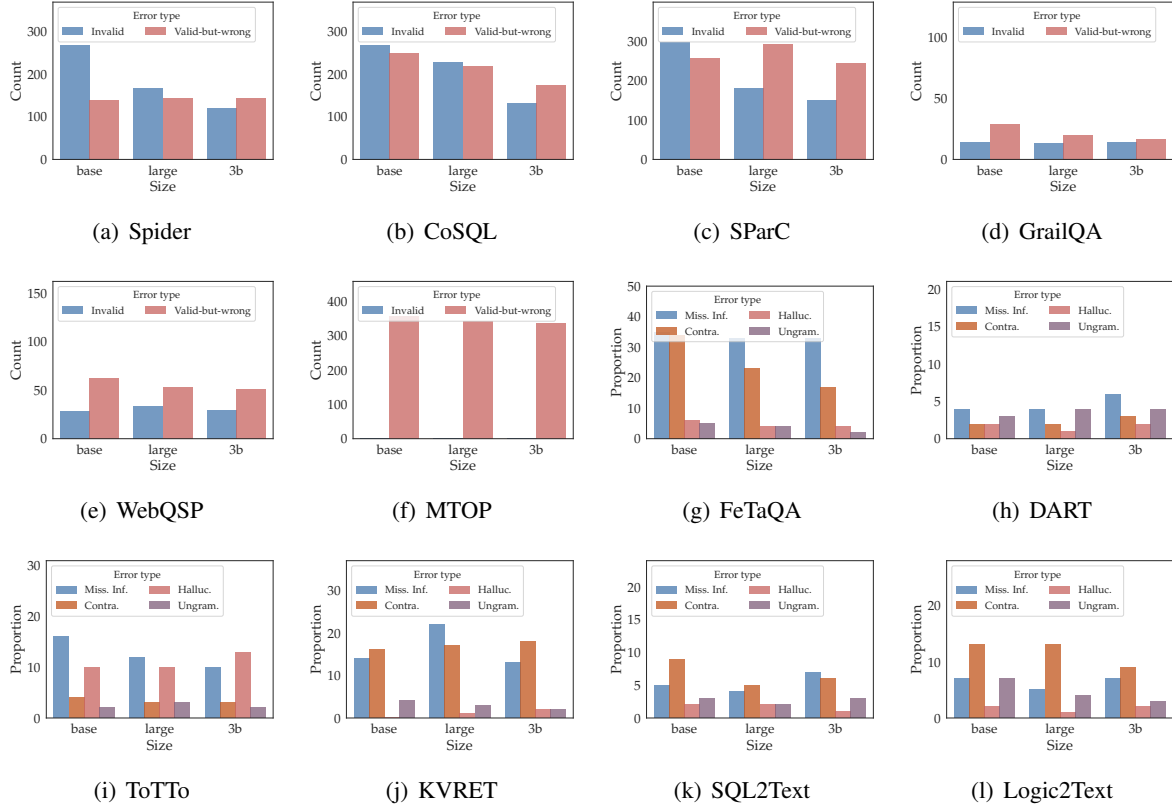 Error type
Invalid Valid-but-wrong
Count
300
200
100
0
base large 3b
Size
(a) Spider
Error type
Invalid Valid-but-wrong
Count
300
200
100
0
base large 3b
Size
(b) CoSQL
Error type
Invalid Valid-but-wrong
Count
300
200
100
0
base large 3b
Size
(c) SParC
Error type
Invalid Valid-but-wrong
Count
100
50
0
base large 3b
Size
(d) GrailQA
Error type
Invalid Valid-but-wrong
Count
150
100
50
0
base large 3b
Size
(e) WebQSP
Error type
Invalid Valid-but-wrong
Count
400
300
200
100
0
base large 3b
Size
(f) MTOP
Error type
Miss. Inf. Halluc.
Contra. Ungram.
Proportion
50
40
30
20
10
0
base large 3b
Size
(g) FeTaQA
Error type
Miss. Inf. Halluc.
Contra. Ungram.
Proportion
20
15
10
5
0
base large 3b
Size
(h) DART
Error type
Miss. Inf. Halluc.
Contra. Ungram.
Proportion
30
20
10
0
base large 3b
Size
(i) ToTTo
Error type
Miss. Inf. Halluc.
Contra. Ungram.
Proportion
30
20
10
0
base large 3b
Size
(j) KVRET
Error type
Miss. Inf. Halluc.
Contra. Ungram.
Proportion
20
15
10
5
0
base large 3b
Size
(k) SQL2Text
Error type
Miss. Inf. Halluc.
Contra. Ungram.
Proportion
20
10
0
base large 3b
Size
(l) Logic2Text